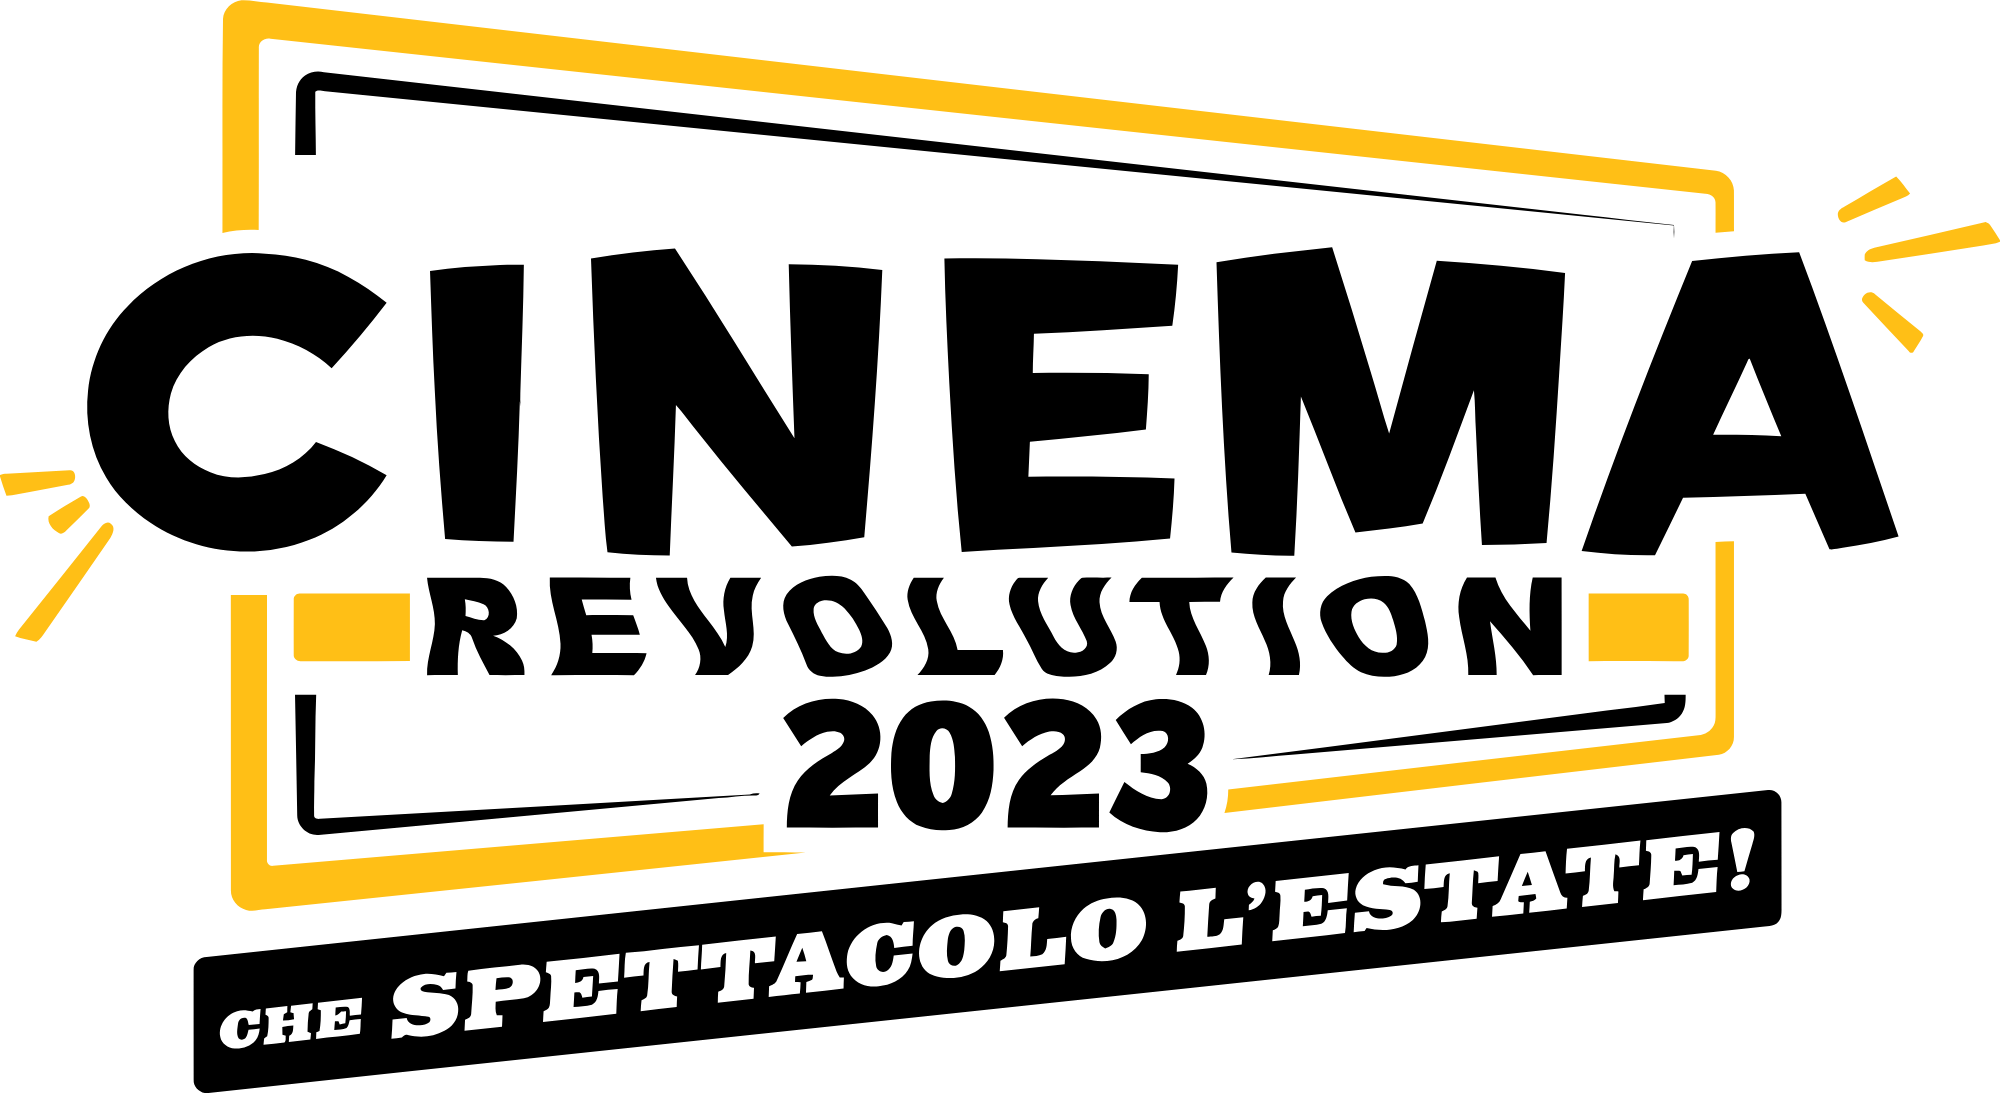 CINEMA
REVOLUTION
2023
CHE SPETTACOLO L'ESTATE!